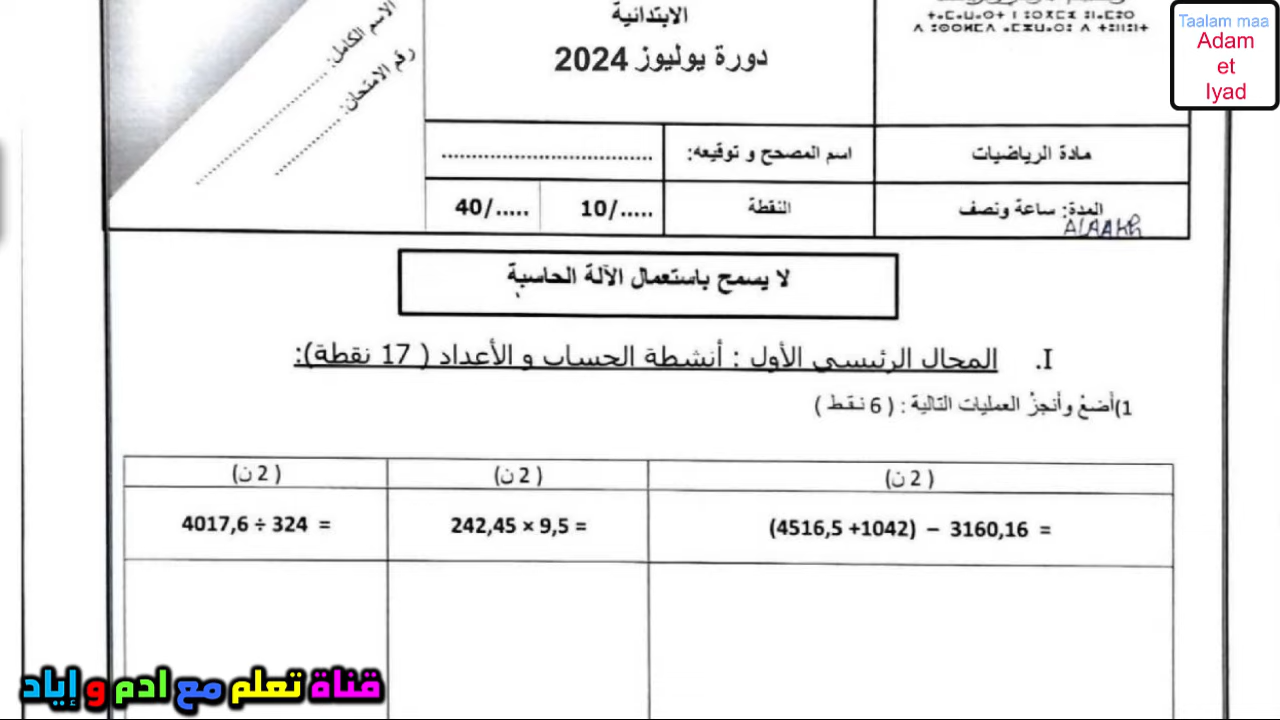 الابتدائية
دورة يوليوز 2024
الاسم الكامل: ..............
رقم الامتحان: ..............
ⴷ ⵜⵓⵏⵏⵓⵏⵜ
Taalam maa
Adam
et
Iyad
مادة الرياضيات
اسم المصحح و توقيعه: ...................................
المدة: ساعة ونصف
النقطة
10/.....
40/.....
لا يسمح باستعمال الآلة الحاسبة
I. المجال الرئيسي الأول : أنشطة الحساب و الأعداد ( 17 نقطة):
1)أضعُ وأنجزُ العمليات التالية : ( 6 نقط )
( 2 ن)
( 2 ن)
( 2 ن)
(4516,5 +1042) – 3160,16 =
242,45 × 9,5 =
4017,6 ÷ 324 =
قناة تعلم مع ادم و إياد